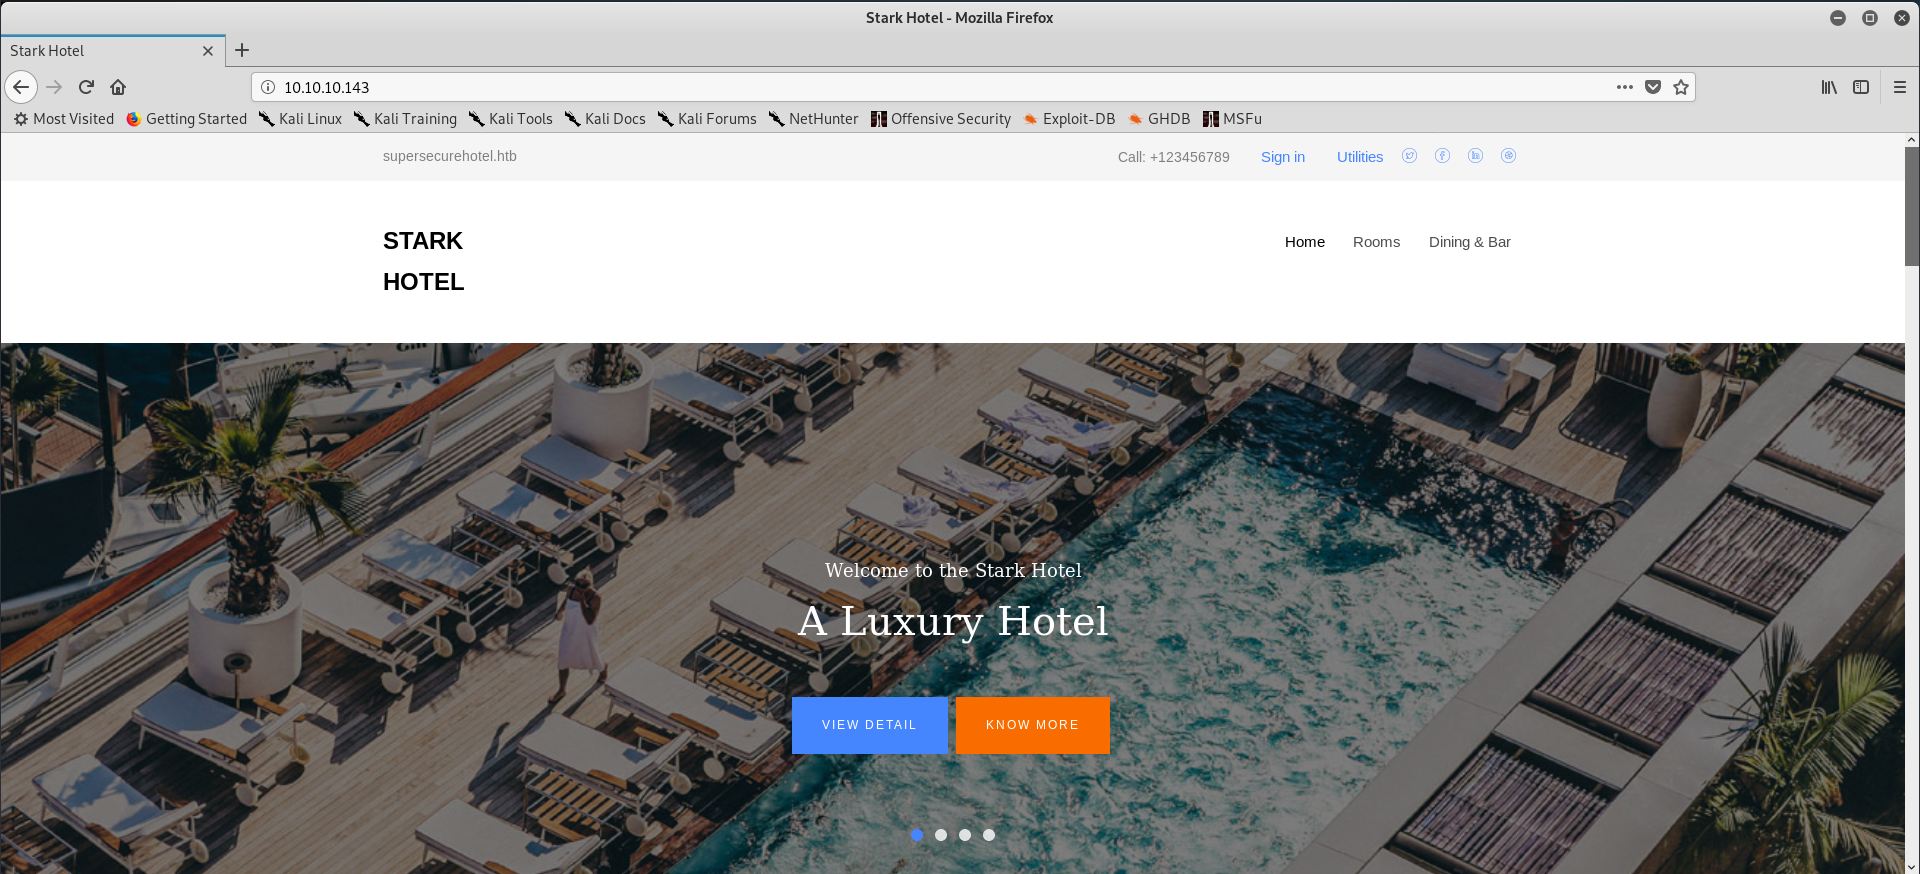 Stark Hotel - Mozilla Firefox
Stark Hotel
10.10.10.143
Most Visited Getting Started Kali Linux Kali Training Kali Tools Kali Docs Kali Forums NetHunter Offensive Security Exploit-DB GHDB MSFu
supersecurehotel.htb Call: +123456789 Sign in Utilities
STARK
HOTEL
Home Rooms Dining & Bar
Welcome to the Stark Hotel
A Luxury Hotel
VIEW DETAIL KNOW MORE